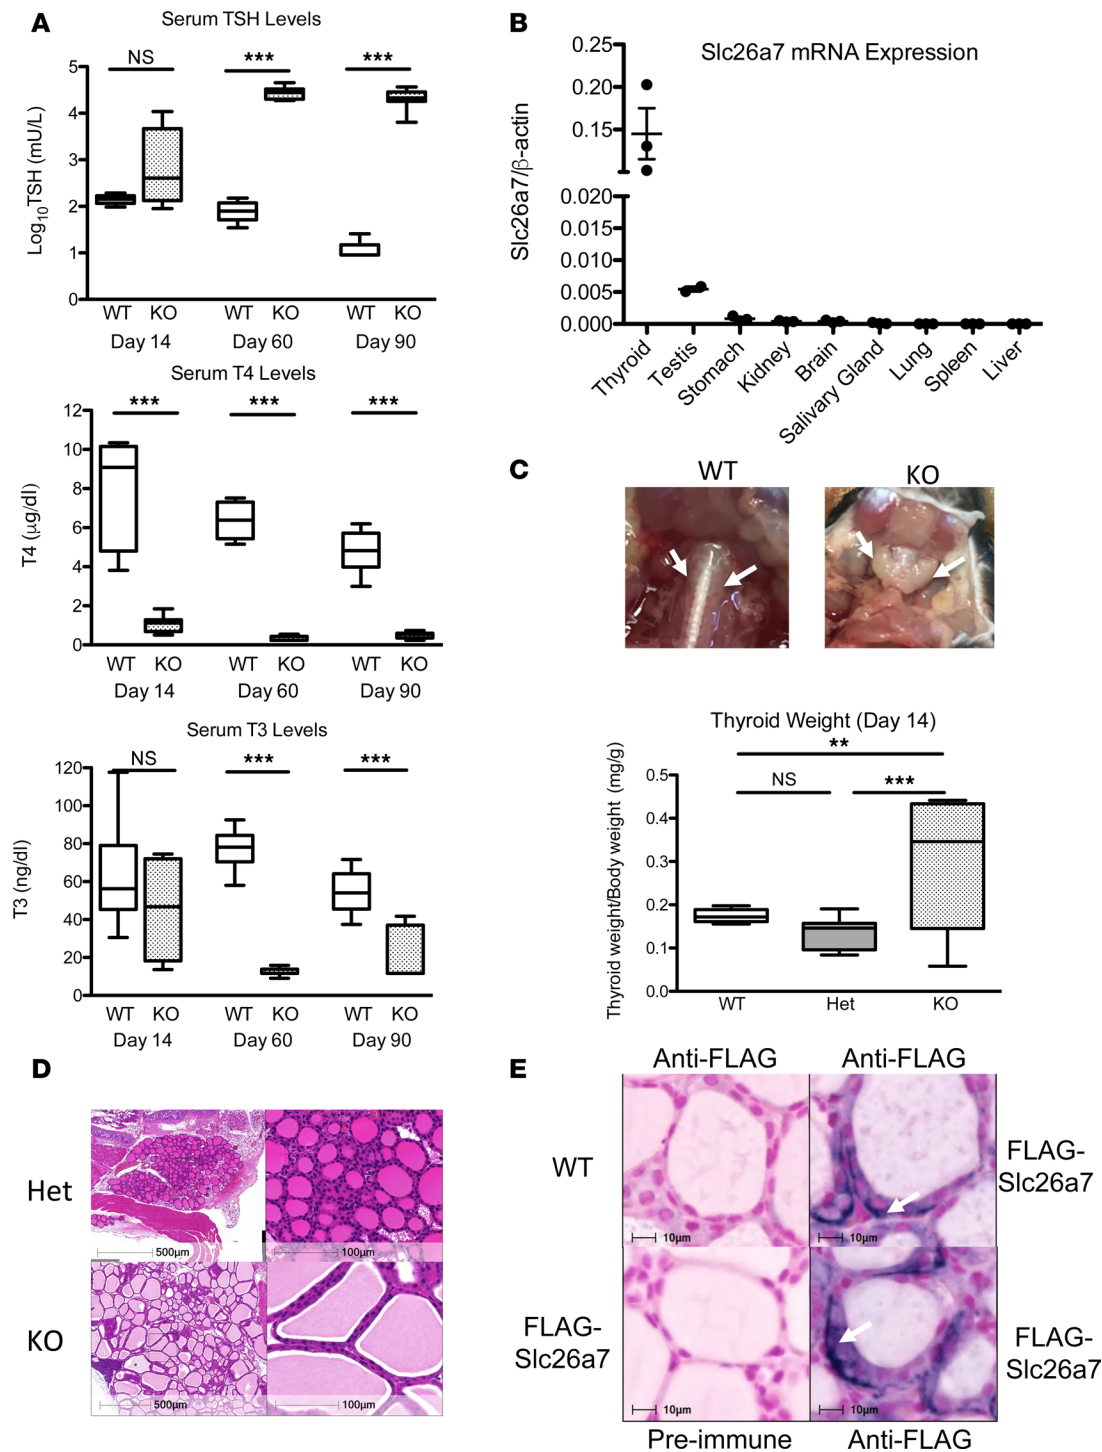 A
Serum TSH Levels
NS
***
***
Log10TSH (mU/L)
5
4
3
2
1
0
WT KO WT KO WT KO
Day 14 Day 60 Day 90
Serum T4 Levels
***
***
***
T4 (μg/dl)
12
10
8
6
4
2
0
WT KO WT KO WT KO
Day 14 Day 60 Day 90
Serum T3 Levels
NS
***
***
T3 (ng/dl)
120
100
80
60
40
20
0
WT KO WT KO WT KO
Day 14 Day 60 Day 90
B
Slc26a7 mRNA Expression
Slc26a7/β-actin
0.25
0.20
0.15
0.020
0.015
0.010
0.005
0.000
Thyroid
Testis
Stomach
Kidney
Brain
Salivary Gland
Lung
Spleen
Liver
C
WT
KO
Thyroid Weight (Day 14)
**
NS
***
Thyroid weight/Body weight (mg/g)
0.5
0.4
0.3
0.2
0.1
0.0
WT Het KO
D
Het
500μm
100μm
KO
500μm
100μm
E
Anti-FLAG
Anti-FLAG
WT
FLAG-
Slc26a7
10μm
10μm
FLAG-
Slc26a7
FLAG-
Slc26a7
10μm
10μm
Pre-immune
Anti-FLAG